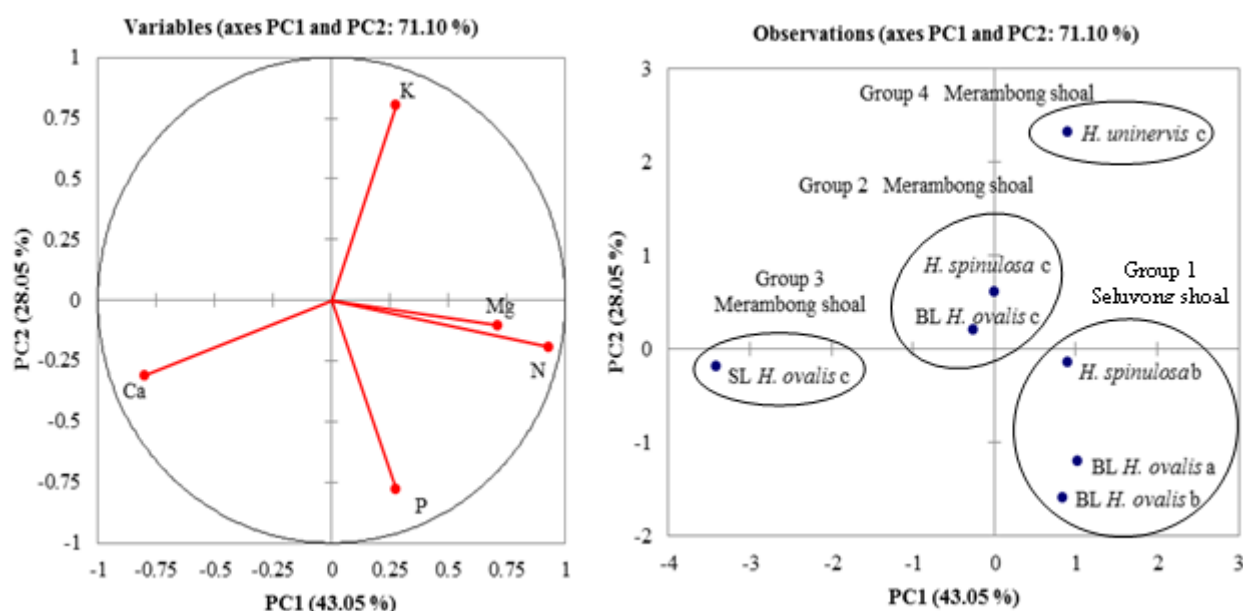 Variables (axes PC1 and PC2: 71.10 %)
1
0.75
0.5
0.25
0
-0.25
-0.5
-0.75
-1
PC2 (28.05 %)
K
Mg
N
Ca
P
-1 -0.75 -0.5 -0.25 0 0.25 0.5 0.75 1
PC1 (43.05 %)
Observations (axes PC1 and PC2: 71.10 %)
3
2
1
0
-1
-2
PC2 (28.05 %)
Group 4 Merambong shoal
H. uninervis c
Group 2 Merambong shoal
H. spinulosa c
BL H. ovalis c
Group 3
Merambong shoal
SL H. ovalis c
Group 1
Seluyong shoal
H. spinulosa b
BL H. ovalis a
BL H. ovalis b
-4 -3 -2 -1 0 1 2 3
PC1 (43.05 %)